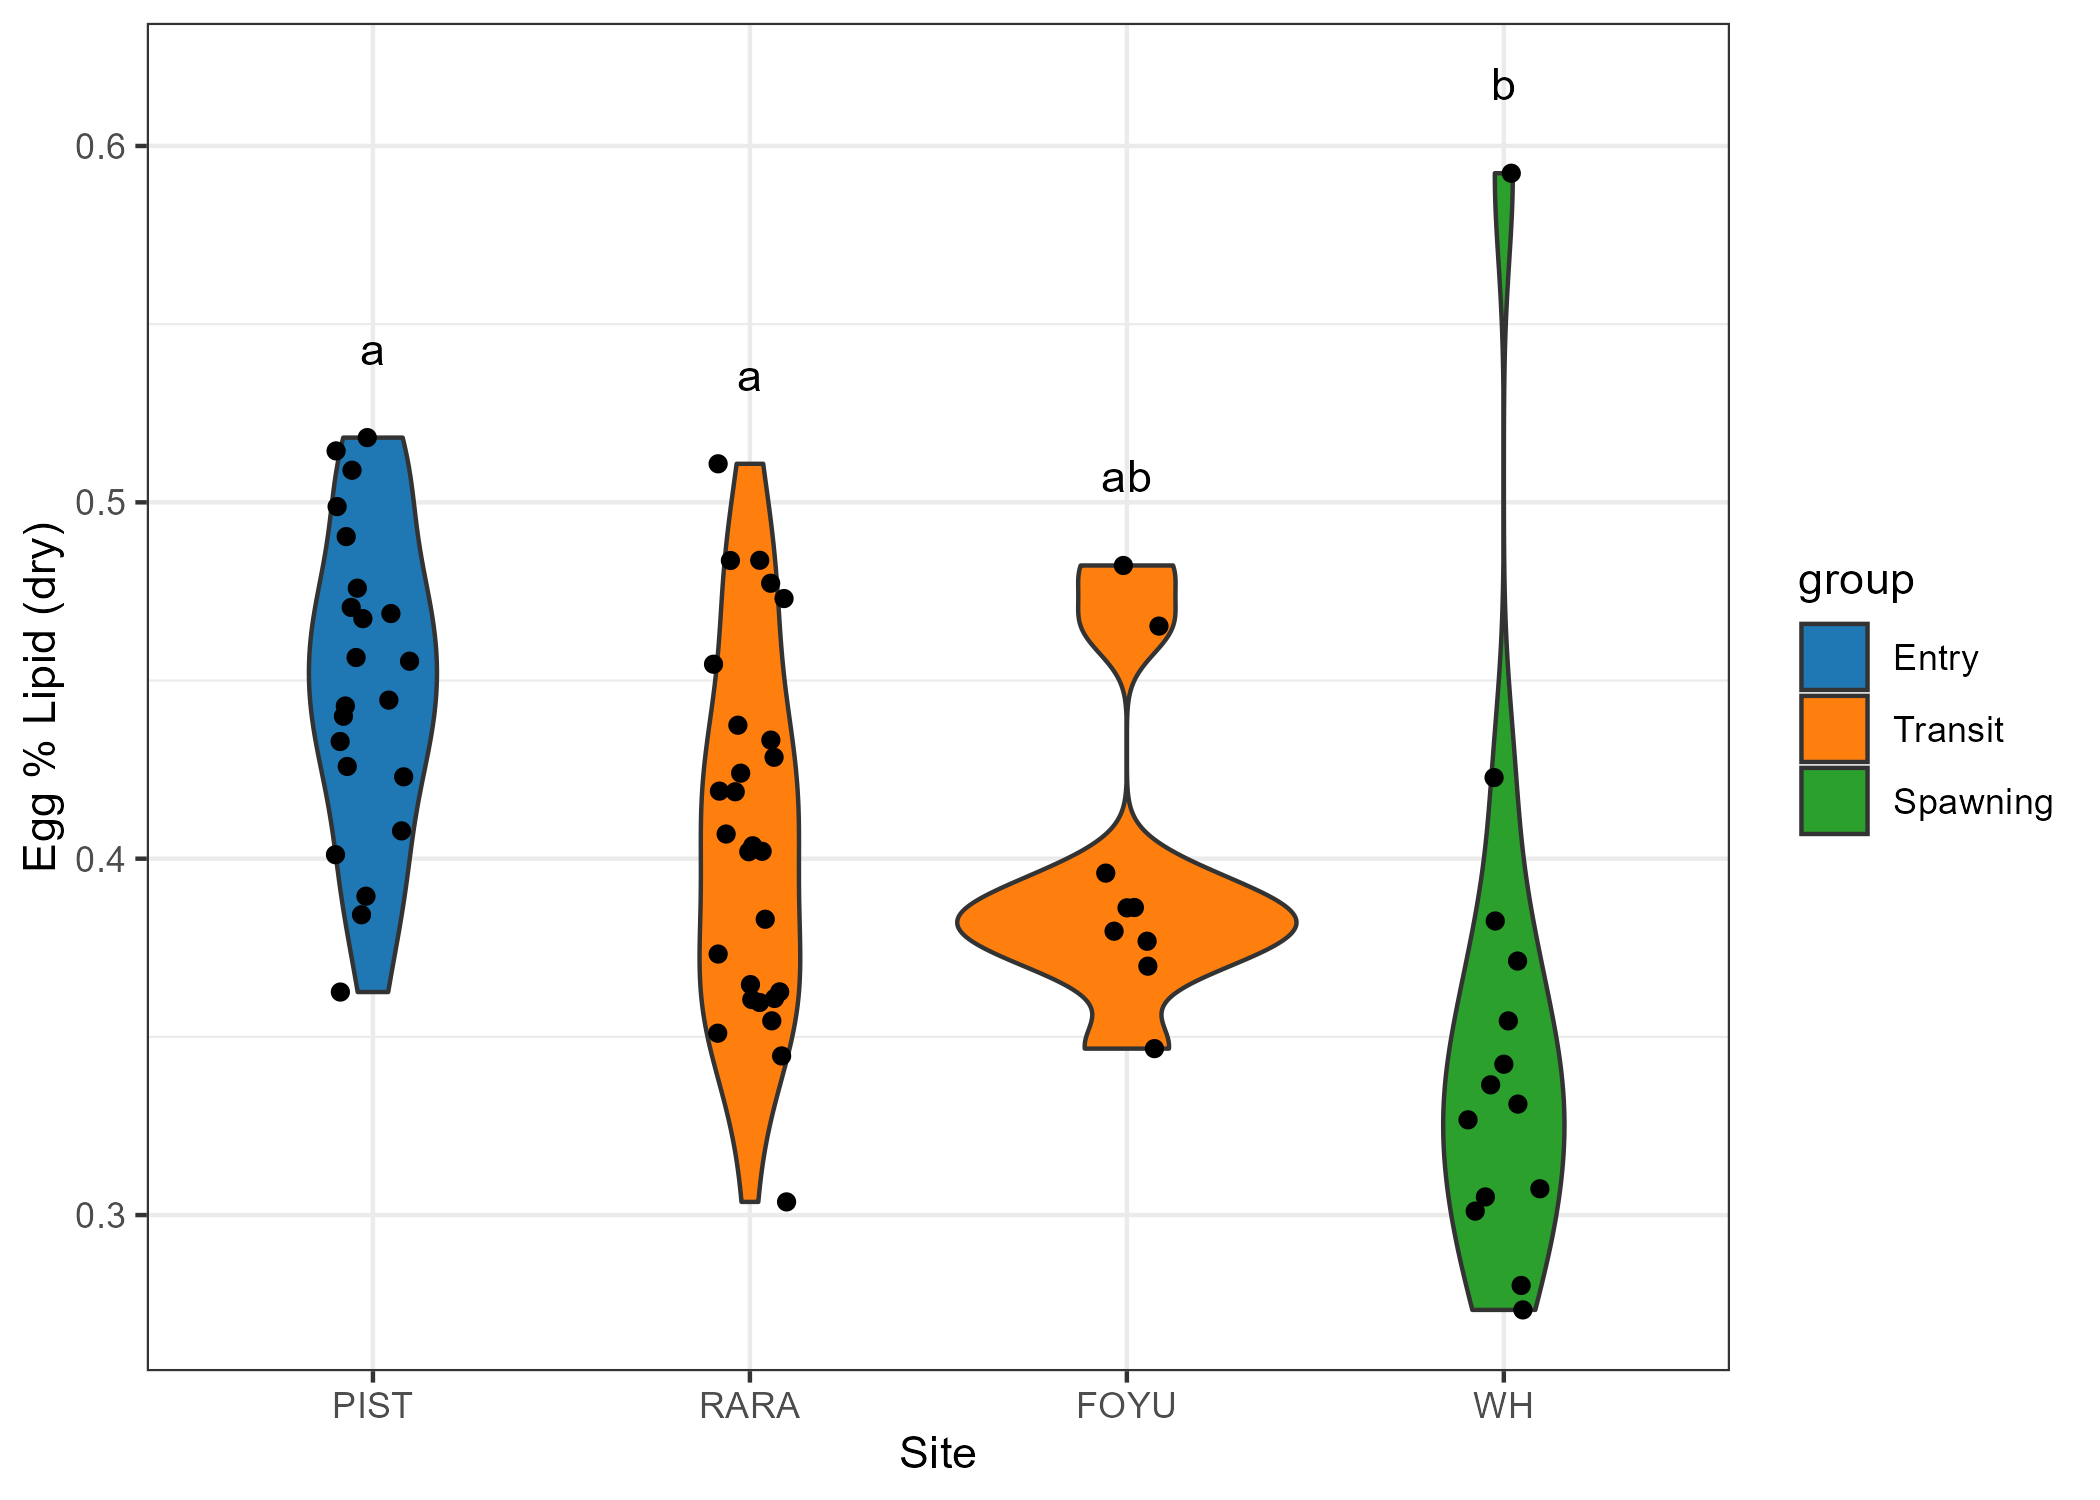 b
0.6
a
a
ab
0.5
0.4
0.3
Egg % Lipid (dry)
PIST RARA FOYU WH
Site
group
Entry
Transit
Spawning